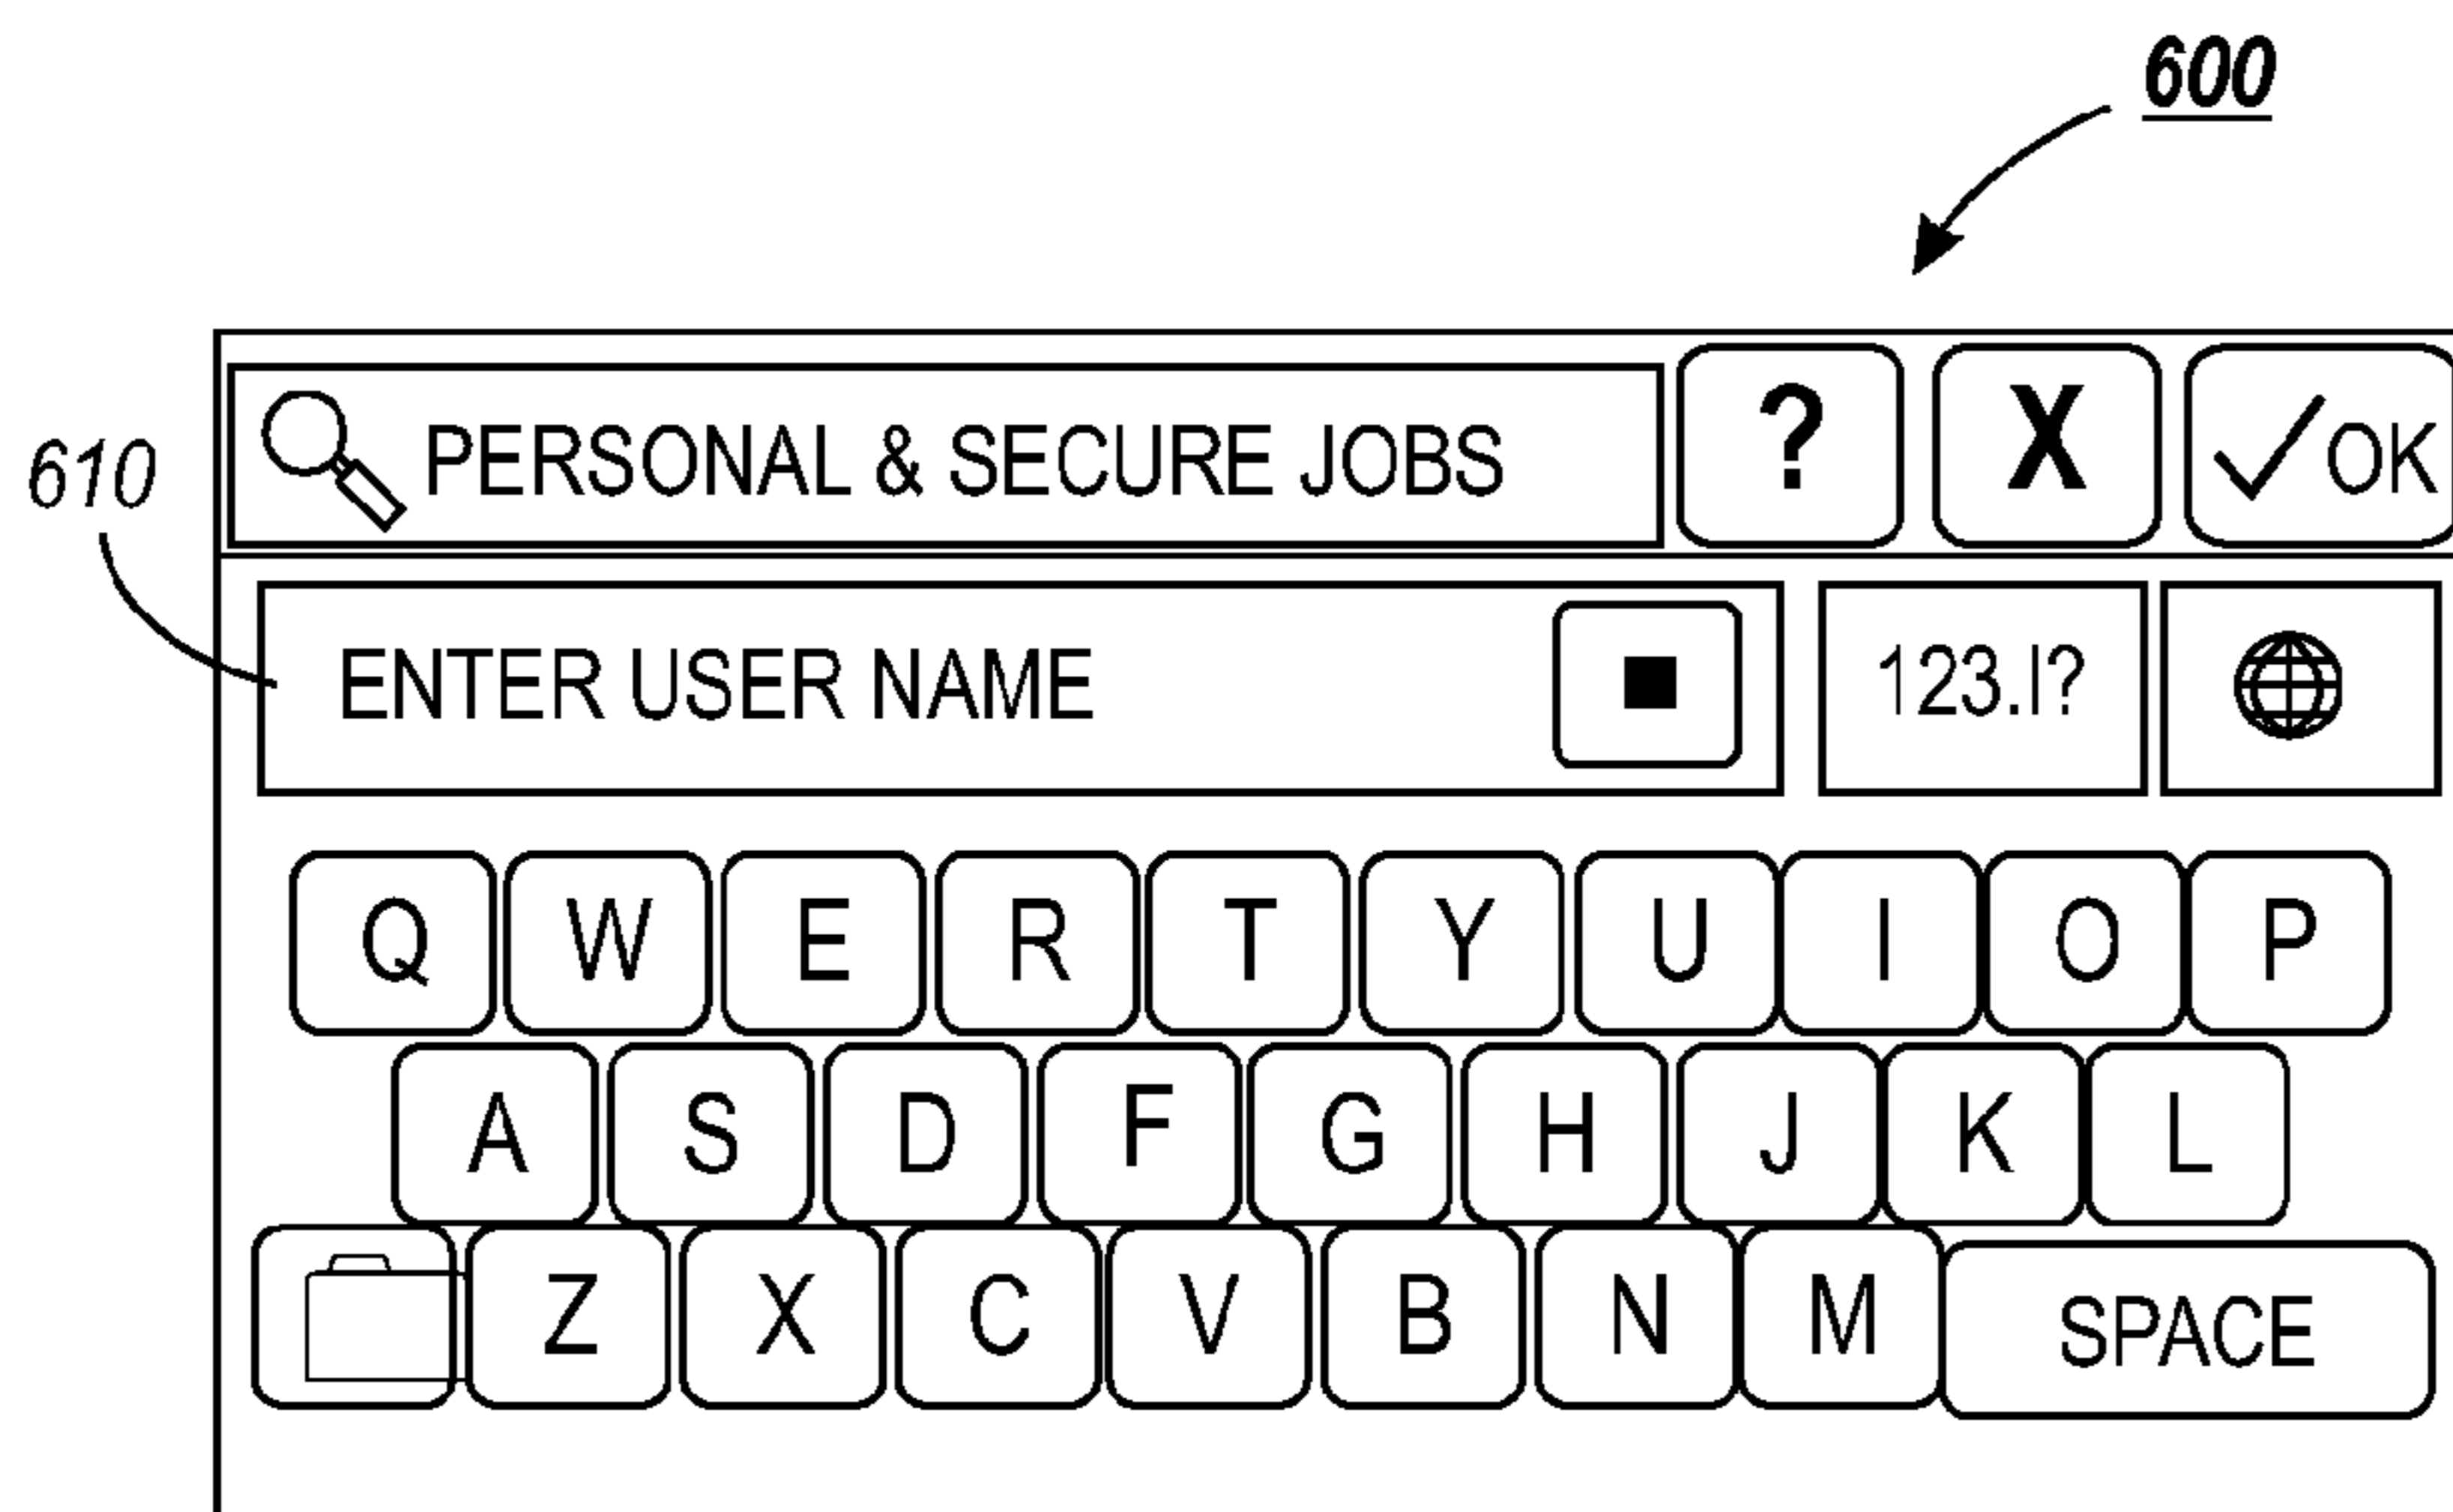 600
610
PERSONAL & SECURE JOBS ? X OK
ENTER USER NAME 123.I?
Q W E R T Y U I O P
A S D F G H J K L
Z X C V B N M SPACE